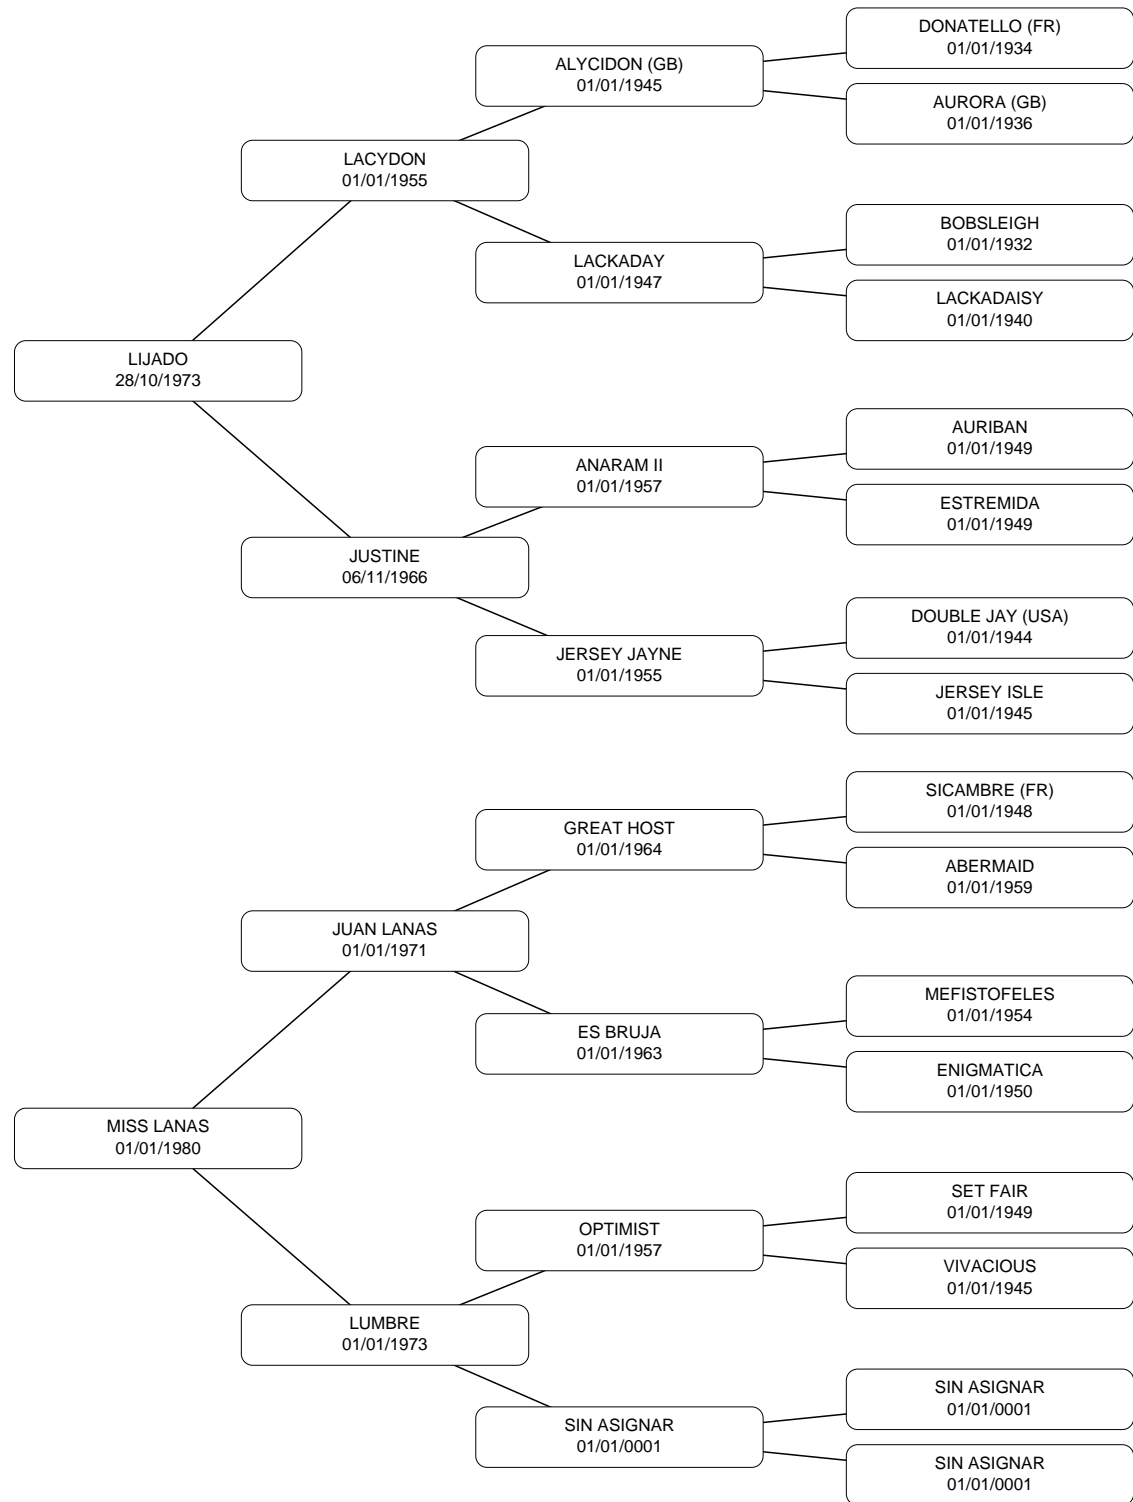 DONATELLO (FR)
01/01/1934
ALYCIDON (GB)
01/01/1945
AURORA (GB)
01/01/1936
LACYDON
01/01/1955
BOBSLEIGH
01/01/1932
LACKADAY
01/01/1947
LACKADAISY
01/01/1940
LIJADO
28/10/1973
AURIBAN
01/01/1949
ANARAM II
01/01/1957
ESTREMIDA
01/01/1949
JUSTINE
06/11/1966
DOUBLE JAY (USA)
01/01/1944
JERSEY JAYNE
01/01/1955
JERSEY ISLE
01/01/1945
SICAMBRE (FR)
01/01/1948
GREAT HOST
01/01/1964
ABERMAID
01/01/1959
JUAN LANAS
01/01/1971
MEFISTOFELES
01/01/1954
ES BRUJA
01/01/1963
ENIGMATICA
01/01/1950
MISS LANAS
01/01/1980
SET FAIR
01/01/1949
OPTIMIST
01/01/1957
VIVACIOUS
01/01/1945
LUMBRE
01/01/1973
SIN ASIGNAR
01/01/0001
SIN ASIGNAR
01/01/0001
SIN ASIGNAR
01/01/0001